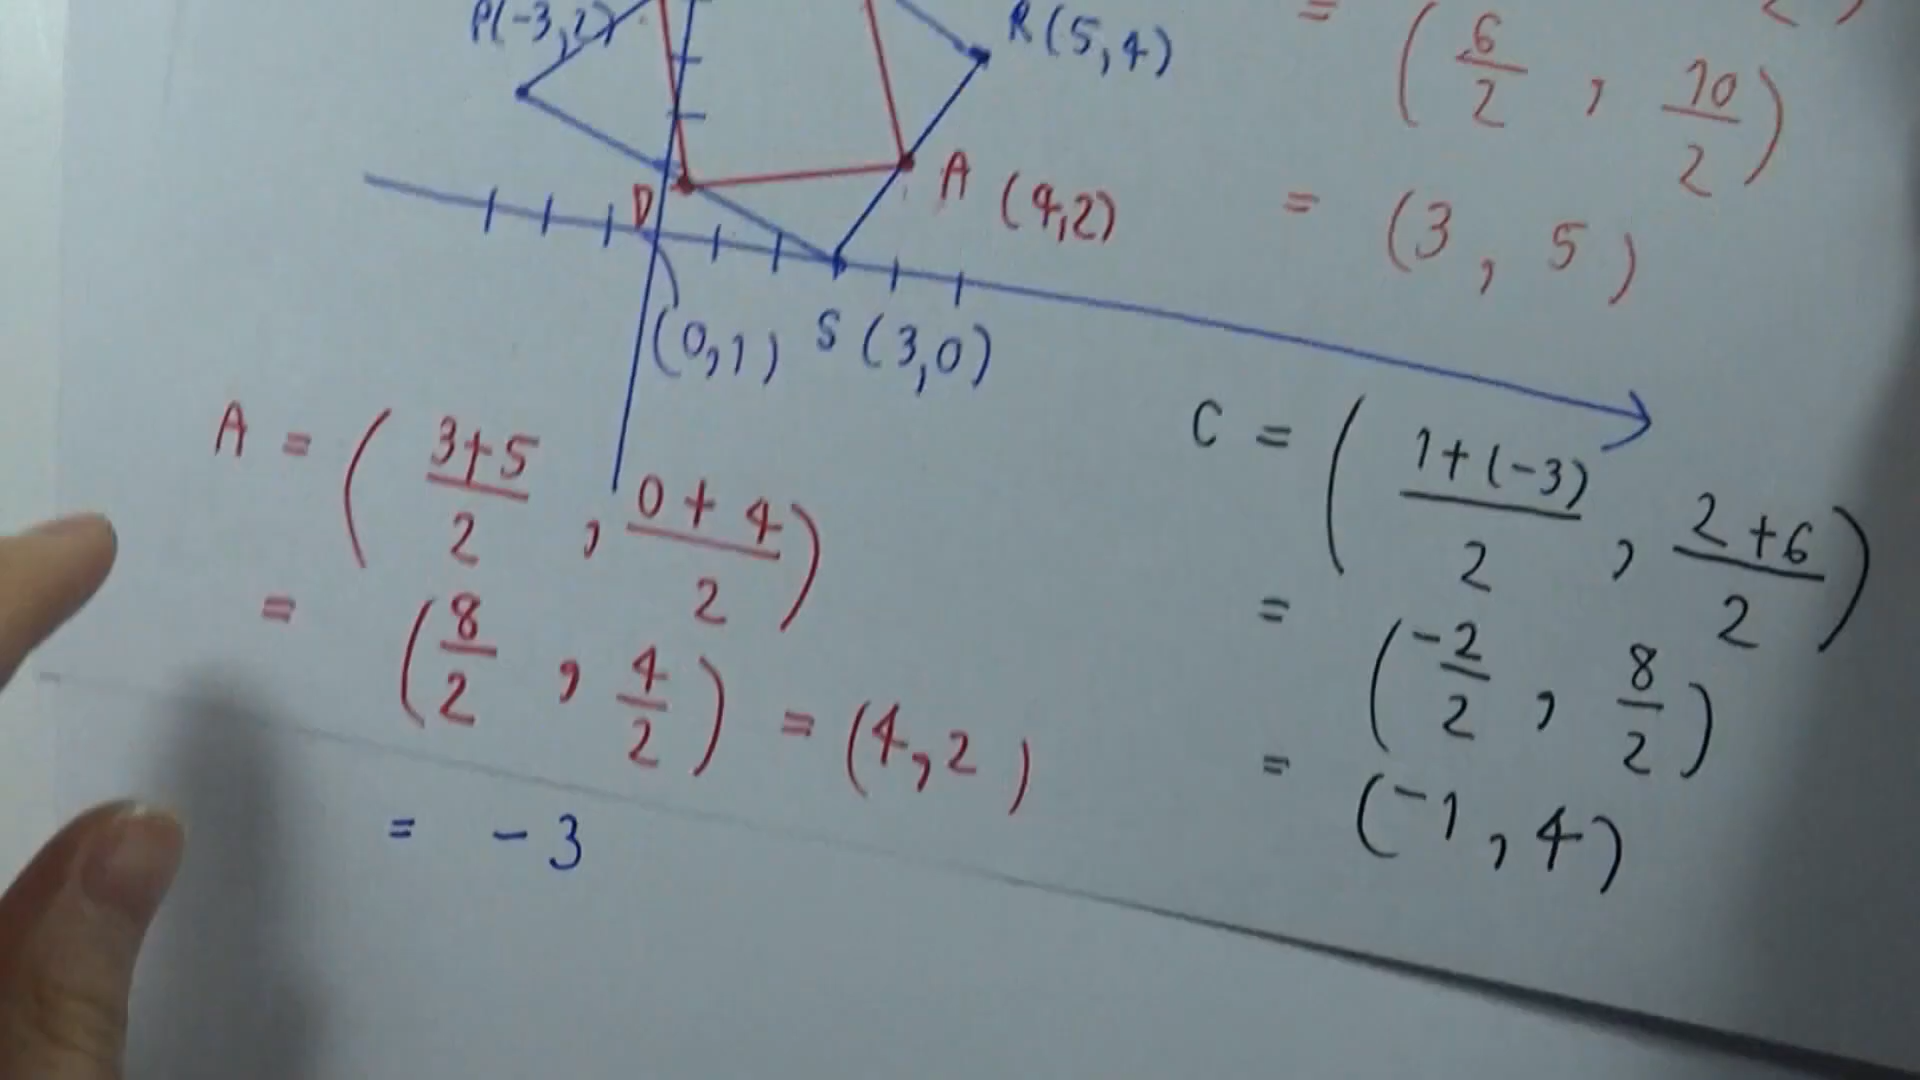 P(-3,2)
R(5,4)
= (6/2 , 10/2)
= (3 , 5)
D
A (4,2)
(0,1) S (3,0)
A = (3+5/2 , 0+4/2)
= (8/2 , 4/2) = (4,2)
= -3
C = (1+(-3)/2 , 2+6/2)
= (-2/2 , 8/2)
= (-1 , 4)